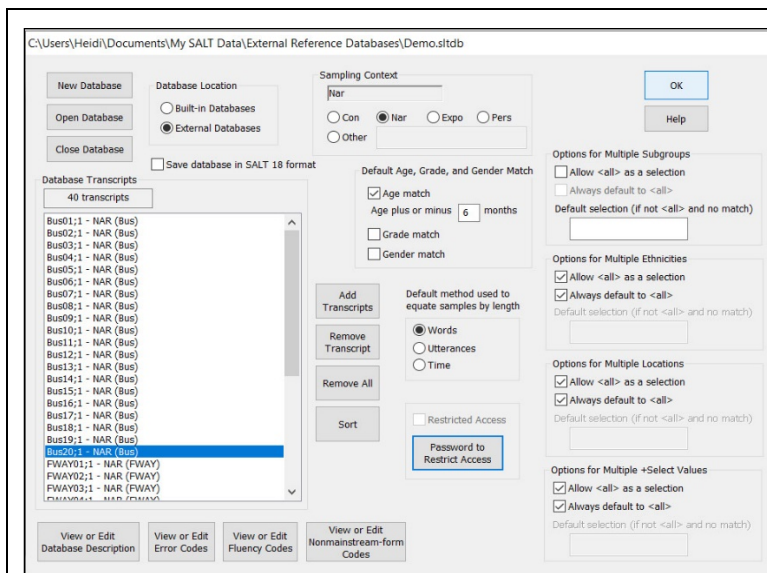 C:\Users\Heidi\Documents\My SALT Data\External Reference Databases\Demo.sltdb
New Database
Open Database
Close Database
Database Location
Built-in Databases
External Databases
Save database in SALT 18 format
Sampling Context
Nar
Con
Nar
Expo
Pers
Other
OK
Help
Database Transcripts
40 transcripts
Bus01;1 - NAR (Bus)
Bus02;1 - NAR (Bus)
Bus03;1 - NAR (Bus)
Bus04;1 - NAR (Bus)
Bus05;1 - NAR (Bus)
Bus06;1 - NAR (Bus)
Bus07;1 - NAR (Bus)
Bus08;1 - NAR (Bus)
Bus09;1 - NAR (Bus)
Bus10;1 - NAR (Bus)
Bus11;1 - NAR (Bus)
Bus12;1 - NAR (Bus)
Bus13;1 - NAR (Bus)
Bus14;1 - NAR (Bus)
Bus15;1 - NAR (Bus)
Bus16;1 - NAR (Bus)
Bus17;1 - NAR (Bus)
Bus18;1 - NAR (Bus)
Bus19;1 - NAR (Bus)
Bus20;1 - NAR (Bus)
FWAY01;1 - NAR (FWAY)
FWAY02;1 - NAR (FWAY)
FWAY03;1 - NAR (FWAY)
FWAY04;1 - NAR (FWAY)
Default Age, Grade, and Gender Match
Age match
Age plus or minus 6 months
Grade match
Gender match
Add
Transcripts
Remove
Transcript
Remove All
Sort
Default method used to
equate samples by length
Words
Utterances
Time
Restricted Access
Password to
Restrict Access
Options for Multiple Subgroups
Allow <all> as a selection
Always default to <all>
Default selection (if not <all> and no match)
Options for Multiple Ethnicities
Allow <all> as a selection
Always default to <all>
Default selection (if not <all> and no match)
Options for Multiple Locations
Allow <all> as a selection
Always default to <all>
Default selection (if not <all> and no match)
Options for Multiple +Select Values
Allow <all> as a selection
Always default to <all>
Default selection (if not <all> and no match)
View or Edit
Database Description
View or Edit
Error Codes
View or Edit
Fluency Codes
View or Edit
Nonmainstream-form
Codes